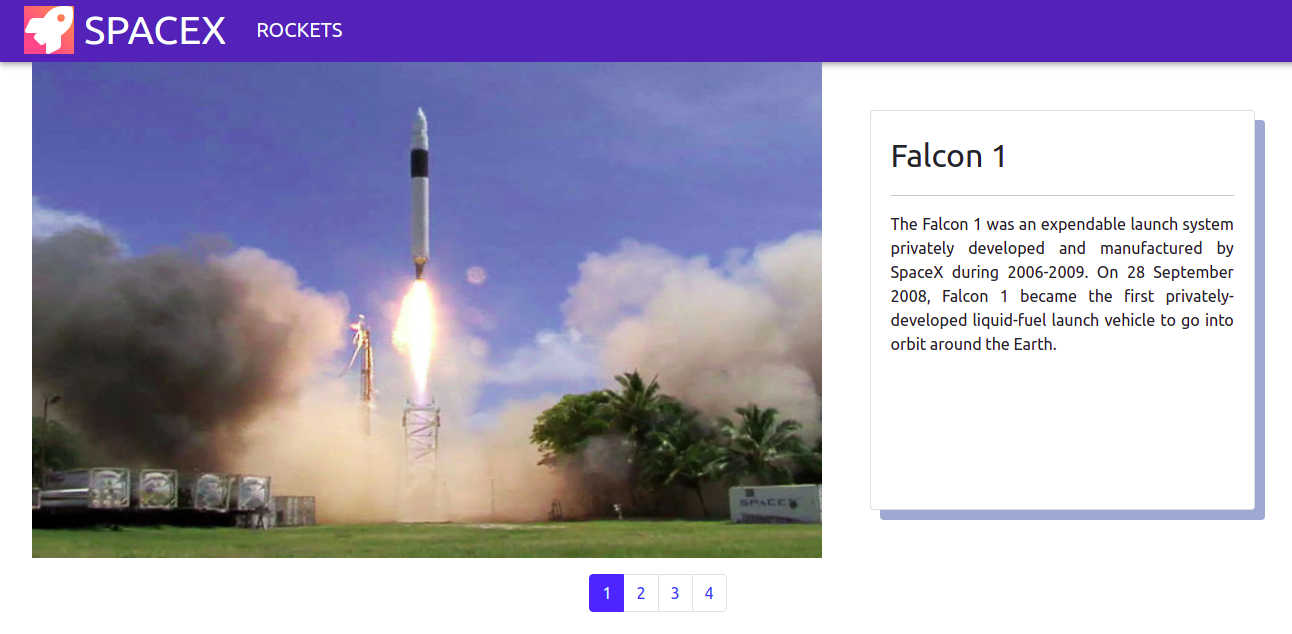 SPACEX ROCKETS
Falcon 1
The Falcon 1 was an expendable launch system
privately developed and manufactured by
SpaceX during 2006-2009. On 28 September
2008, Falcon 1 became the first privately-
developed liquid-fuel launch vehicle to go into
orbit around the Earth.
SPACEX
1 2 3 4